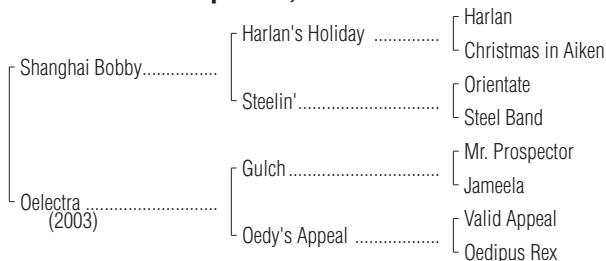 Harlan
Harlan's Holiday ..............
Christmas in Aiken
Shanghai Bobby................
Orientate
Steelin'..............................
Steel Band
Mr. Prospector
Gulch................................
Jameela
Oelectra ............................
(2003)
Valid Appeal
Oedy's Appeal .................
Oedipus Rex